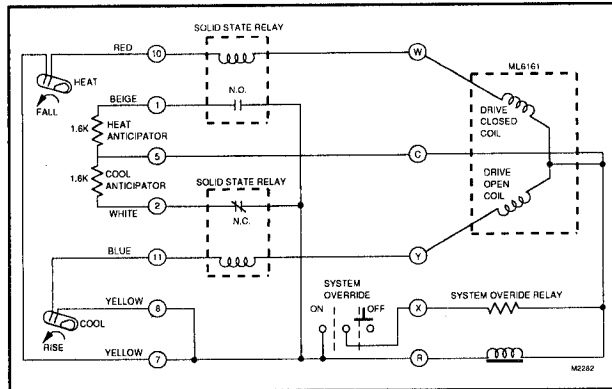 SOLID STATE RELAY
RED
10
W
HEAT
FALL
N.O.
ML6161
BEIGE
1
DRIVE
CLOSED
COIL
1.6K
HEAT
ANTICIPATOR
5
C
1.6K
COOL
ANTICIPATOR
SOLID STATE RELAY
DRIVE
OPEN
COIL
WHITE
2
N.C.
BLUE
11
Y
SYSTEM
OVERRIDE
YELLOW
8
ON
OFF
X
SYSTEM OVERIDE RELAY
COOL
RISE
YELLOW
7
R
M2282